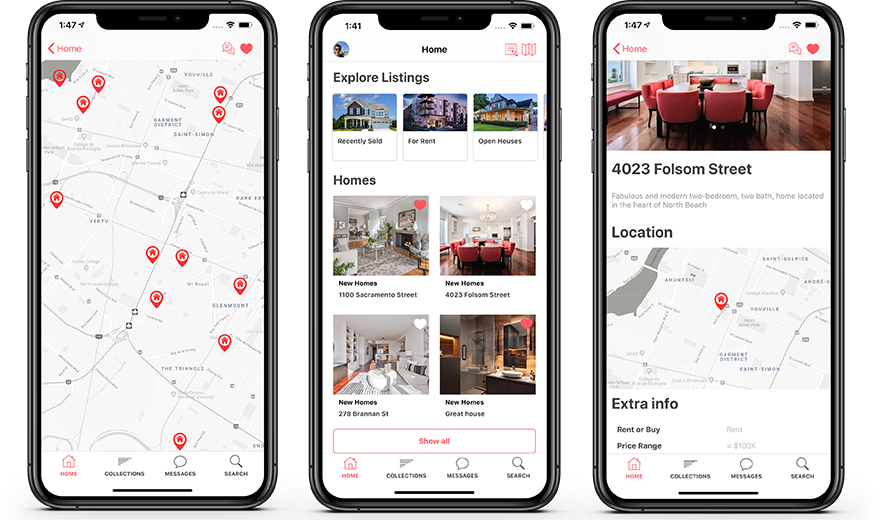 1:47
Home
YOUVILLE
GARMENT
DISTRICT
SAINT-SIMON
PARK EXT
VERTU
Mt Royal
GLENMOUNT
THE TRIANGLE
HOME
COLLECTIONS
MESSAGES
SEARCH
1:41
Home
Explore Listings
Recently Sold
For Rent
Open Houses
Homes
New Homes
1100 Sacramento Street
New Homes
4023 Folsom Street
New Homes
278 Brannan St
New Homes
Great house
Show all
HOME
COLLECTIONS
MESSAGES
SEARCH
1:47
Home
4023 Folsom Street
Fabulous and modern two-bedroom, two bath, home located
in the heart of North Beach
Location
SAINT-SULPICE
AHUNTSIC
ANDRÉ-G
YOUVILLE
GARMENT
DISTRICT
SAINT-SIMON
Extra info
Rent or Buy
Rent
Price Range
< $100K
HOME
COLLECTIONS
MESSAGES
SEARCH